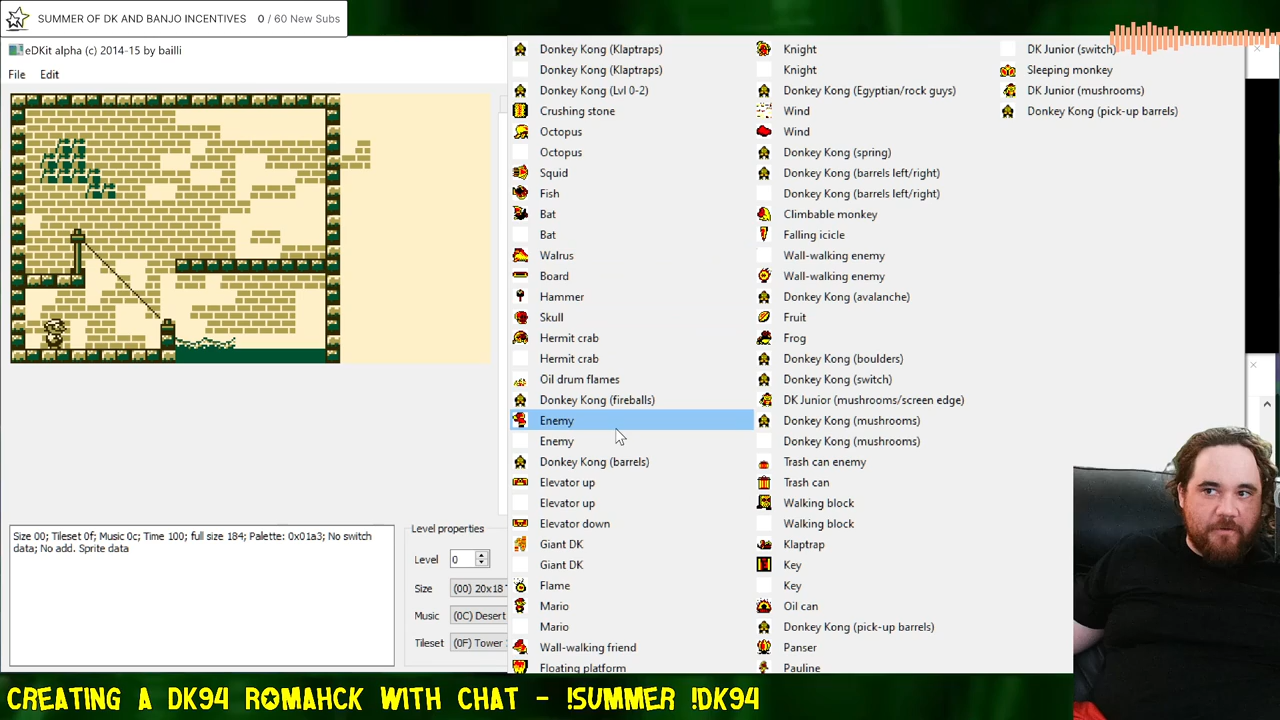 SUMMER OF DK AND BANJO INCENTIVES 0 / 60 New Subs
eDKit alpha (c) 2014-15 by bailli
File Edit
Donkey Kong (Klaptraps)
Donkey Kong (Klaptraps)
Donkey Kong (Lvl 0-2)
Crushing stone
Octopus
Octopus
Squid
Fish
Bat
Bat
Walrus
Board
Hammer
Skull
Hermit crab
Hermit crab
Oil drum flames
Donkey Kong (fireballs)
Enemy
Enemy
Donkey Kong (barrels)
Elevator up
Elevator up
Elevator down
Giant DK
Giant DK
Flame
Mario
Mario
Wall-walking friend
Floating platform
Knight
Knight
Donkey Kong (Egyptian/rock guys)
Wind
Wind
Donkey Kong (spring)
Donkey Kong (barrels left/right)
Donkey Kong (barrels left/right)
Climbable monkey
Falling icicle
Wall-walking enemy
Wall-walking enemy
Donkey Kong (avalanche)
Fruit
Frog
Donkey Kong (boulders)
Donkey Kong (switch)
DK Junior (mushrooms/screen edge)
Donkey Kong (mushrooms)
Donkey Kong (mushrooms)
Trash can enemy
Trash can
Walking block
Walking block
Klaptrap
Key
Key
Oil can
Donkey Kong (pick-up barrels)
Panser
Pauline
DK Junior (switch)
Sleeping monkey
DK Junior (mushrooms)
Donkey Kong (pick-up barrels)
Size 00; Tileset 0f; Music 0c; Time 100; full size 184; Palette: 0x01a3; No switch
data; No add. Sprite data
Level properties
Level 0
Size (00) 20x18
Music (0C) Desert
Tileset (0F) Tower
CREATING A DK94 ROMAHCK WITH CHAT - !SUMMER !DK94